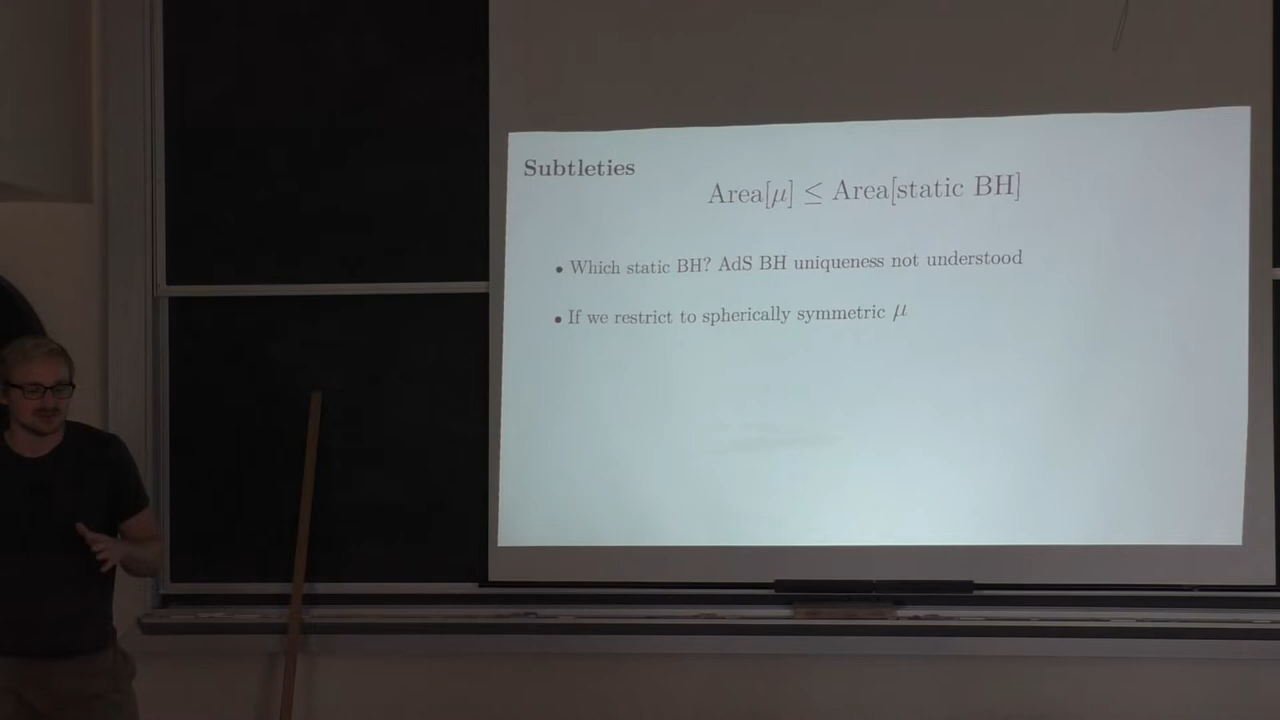 Subtleties
Area[μ] ≤ Area[static BH]
• Which static BH? AdS BH uniqueness not understood
• If we restrict to spherically symmetric μ